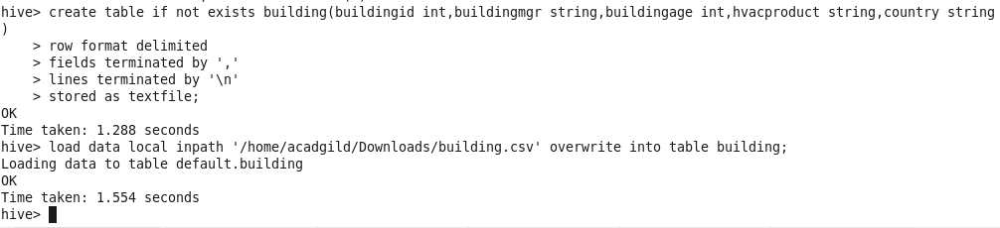 hive> create table if not exists building(buildingid int,buildingmgr string,buildingage int,hvacproduct string,country string
)
    > row format delimited
    > fields terminated by ','
    > lines terminated by '\n'
    > stored as textfile;
OK
Time taken: 1.288 seconds
hive> load data local inpath '/home/acadgild/Downloads/building.csv' overwrite into table building;
Loading data to table default.building
OK
Time taken: 1.554 seconds
hive>